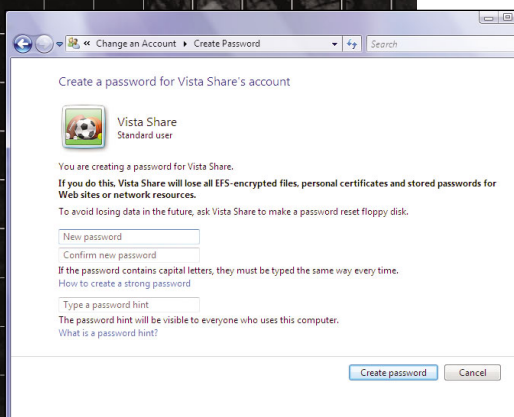 « Change an Account ▸ Create Password
Search
Create a password for Vista Share's account
Vista Share
Standard user
You are creating a password for Vista Share.
If you do this, Vista Share will lose all EFS-encrypted files, personal certificates and stored passwords for
Web sites or network resources.
To avoid losing data in the future, ask Vista Share to make a password reset floppy disk.
New password
Confirm new password
If the password contains capital letters, they must be typed the same way every time.
How to create a strong password
Type a password hint
The password hint will be visible to everyone who uses this computer.
What is a password hint?
Create password
Cancel